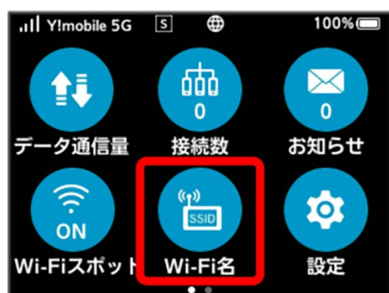 Y!mobile 5G S 100%
0 0
データ通信量 接続数 お知らせ
ON SSID
Wi-Fiスポット Wi-Fi名 設定